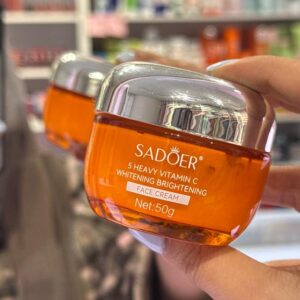 SADOER®
5 HEAVY VITAMIN C
WHITENING BRIGHTENING
FACE CREAM
Net:50g